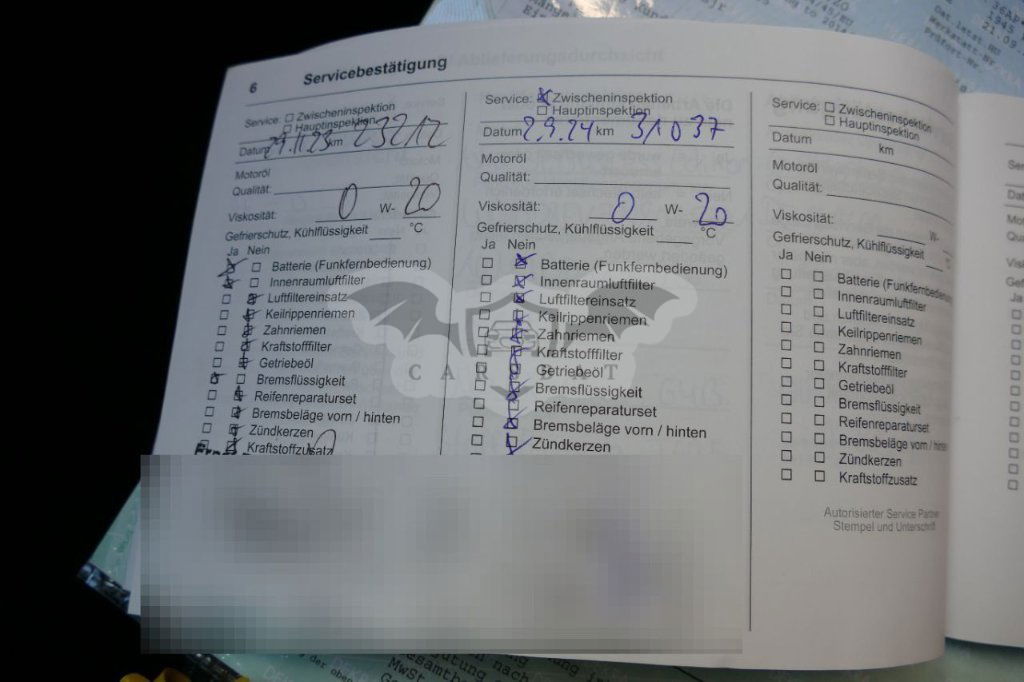 6 Servicebestätigung
Service: Zwischeninspektion
Hauptinspektion
Datum 29.11.23 km 23212
Motoröl
Qualität:
Viskosität: 0 W- 20
Gefrierschutz, Kühlflüssigkeit °C
Ja Nein
Batterie (Funkfernbedienung)
Innenraumluftfilter
Luftfiltereinsatz
Keilrippenriemen
Zahnriemen
Kraftstofffilter
Getriebeöl
Bremsflüssigkeit
Reifenreparaturset
Bremsbeläge vorn / hinten
Zündkerzen
Kraftstoffzusatz
Service: Zwischeninspektion
Hauptinspektion
Datum 2.9.24 km 31037
Motoröl
Qualität:
Viskosität: 0 W- 20
Gefrierschutz, Kühlflüssigkeit °C
Ja Nein
Batterie (Funkfernbedienung)
Innenraumluftfilter
Luftfiltereinsatz
Keilrippenriemen
Zahnriemen
Kraftstofffilter
Getriebeöl
Bremsflüssigkeit
Reifenreparaturset
Bremsbeläge vorn / hinten
Zündkerzen
Service: Zwischeninspektion
Hauptinspektion
Datum km
Motoröl
Qualität:
Viskosität: W-
Gefrierschutz, Kühlflüssigkeit
Ja Nein
Batterie (Funkfernbedienung
Innenraumluftfilter
Luftfiltereinsatz
Keilrippenriemen
Zahnriemen
Kraftstofffilter
Getriebeöl
Bremsflüssigkeit
Reifenreparaturset
Bremsbeläge vorn / hinten
Zündkerzen
Kraftstoffzusatz
Autorisierter Service Partner
Stempel und Unterschrift
CAR BAT